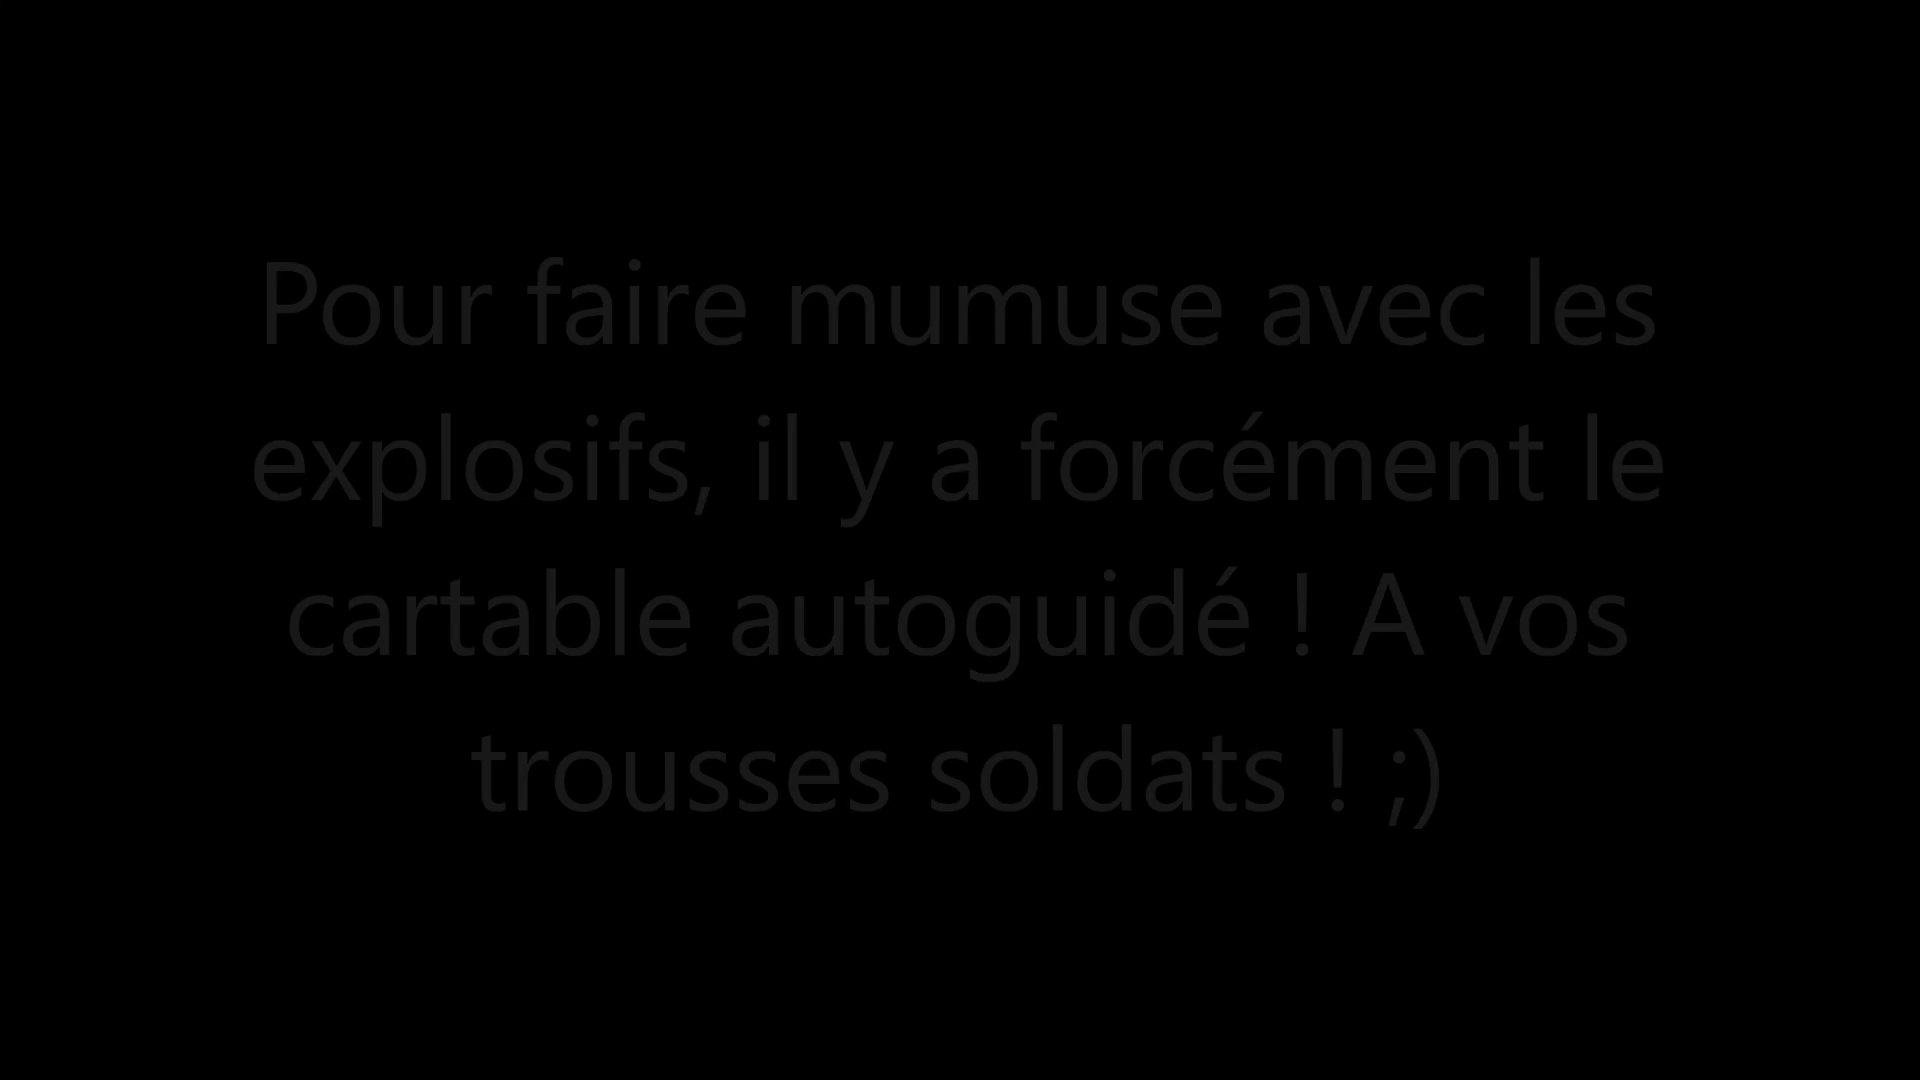 Pour faire mumuse avec les
explosifs, il y a forcément le
cartable autoguidé ! A vos
trousses soldats ! ;)